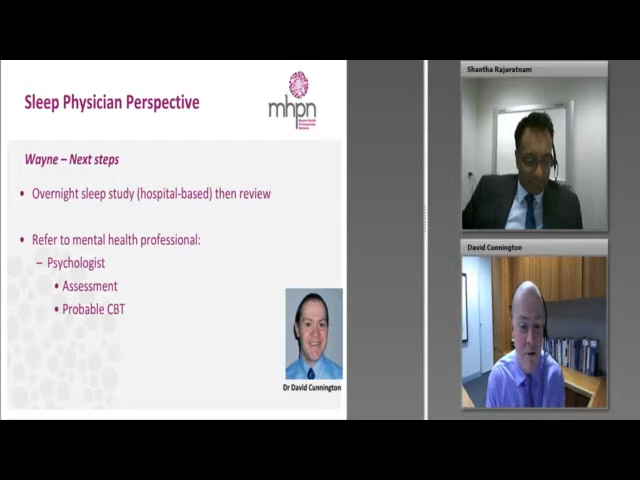 Sleep Physician Perspective
mhpn
Wayne – Next steps
• Overnight sleep study (hospital-based) then review
• Refer to mental health professional:
– Psychologist
• Assessment
• Probable CBT
Dr David Cunnington
Shantha Rajaratnam
David Cunnington